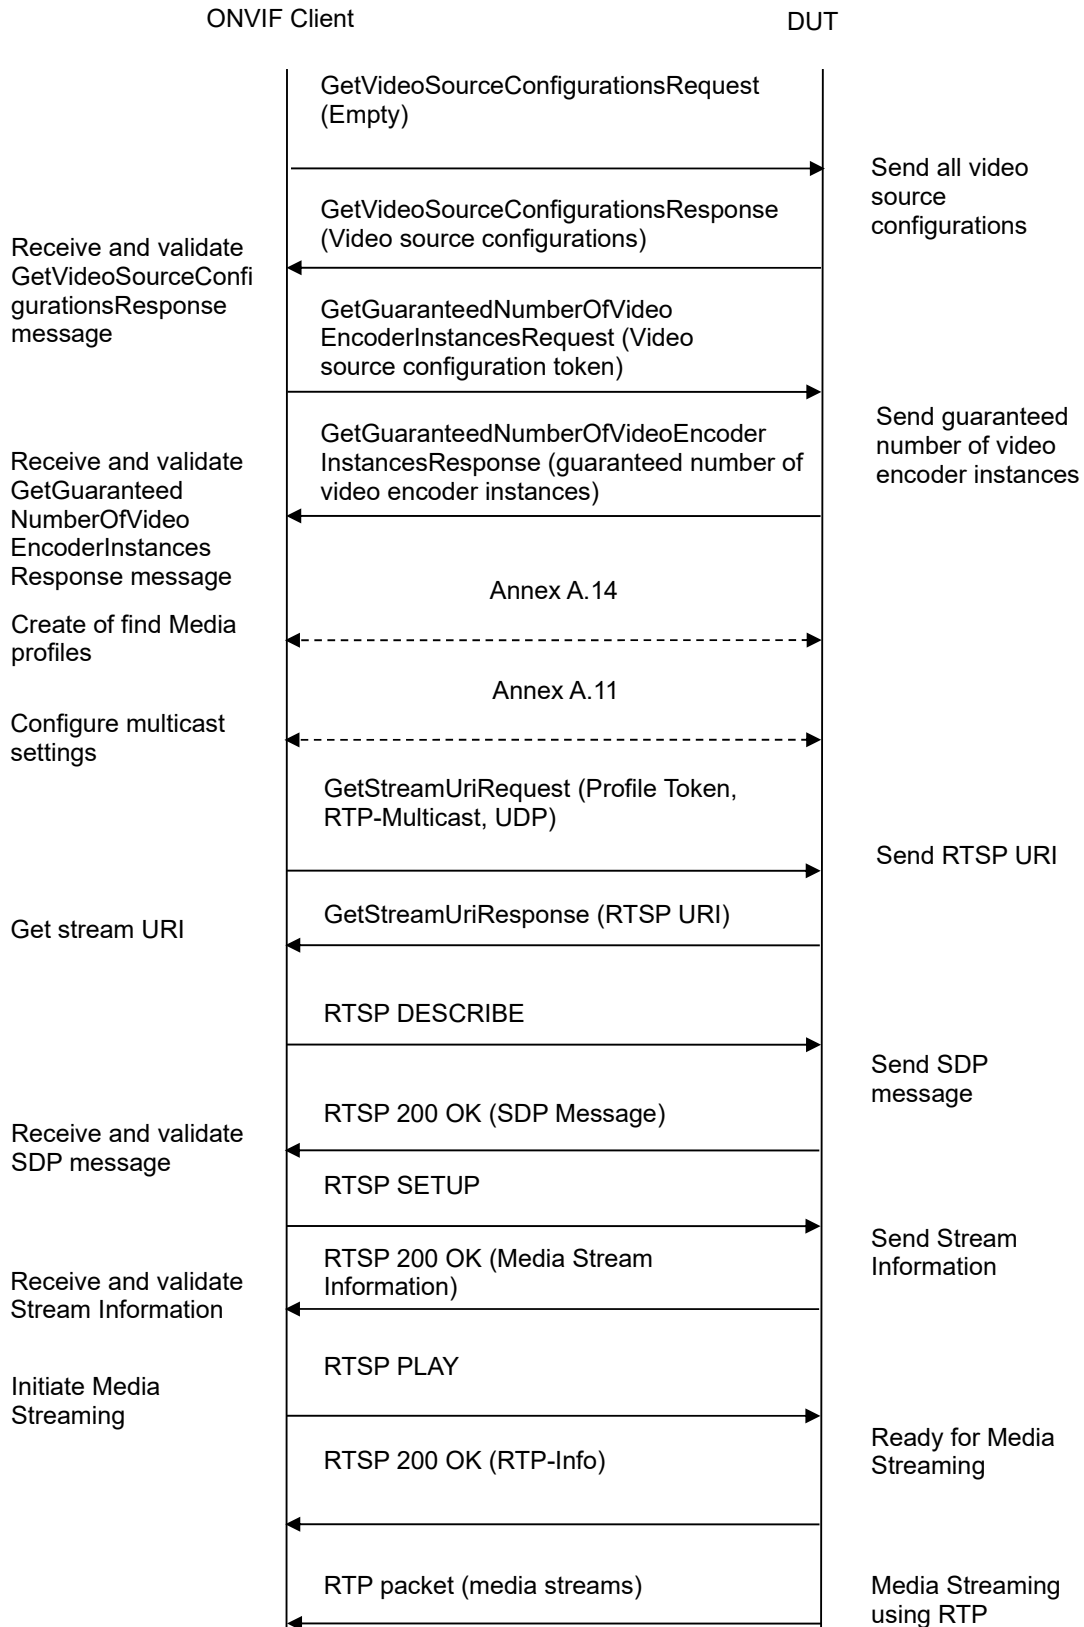 ONVIF Client
DUT
GetVideoSourceConfigurationsRequest
(Empty)
Send all video
source
configurations
GetVideoSourceConfigurationsResponse
(Video source configurations)
Receive and validate
GetVideoSourceConfi
gurationsResponse
message
GetGuaranteedNumberOfVideo
EncoderInstancesRequest (Video
source configuration token)
Send guaranteed
number of video
encoder instances
GetGuaranteedNumberOfVideoEncoder
InstancesResponse (guaranteed number of
video encoder instances)
Receive and validate
GetGuaranteed
NumberOfVideo
EncoderInstances
Response message
Annex A.14
Create of find Media
profiles
Annex A.11
Configure multicast
settings
GetStreamUriRequest (Profile Token,
RTP-Multicast, UDP)
Send RTSP URI
GetStreamUriResponse (RTSP URI)
Get stream URI
RTSP DESCRIBE
Send SDP
message
RTSP 200 OK (SDP Message)
Receive and validate
SDP message
RTSP SETUP
Send Stream
Information
RTSP 200 OK (Media Stream
Information)
Receive and validate
Stream Information
RTSP PLAY
Initiate Media
Streaming
Ready for Media
Streaming
RTSP 200 OK (RTP-Info)
RTP packet (media streams)
Media Streaming
using RTP